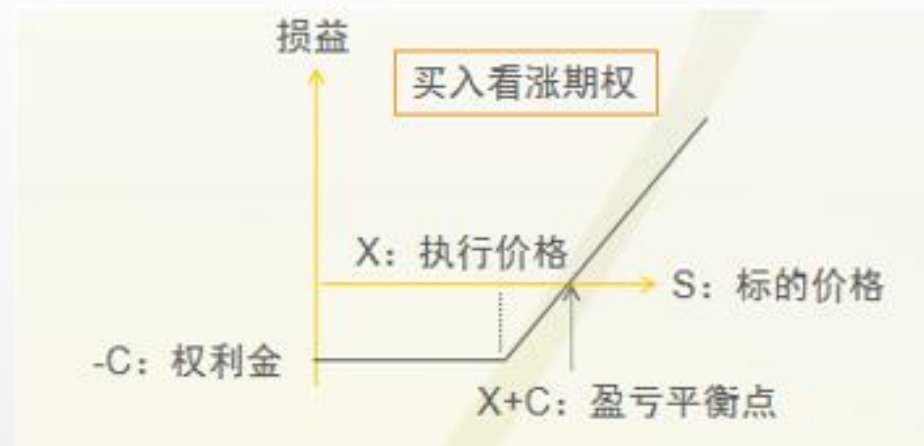 损益
买入看涨期权
X：执行价格
S：标的价格
-C：权利金
X+C：盈亏平衡点